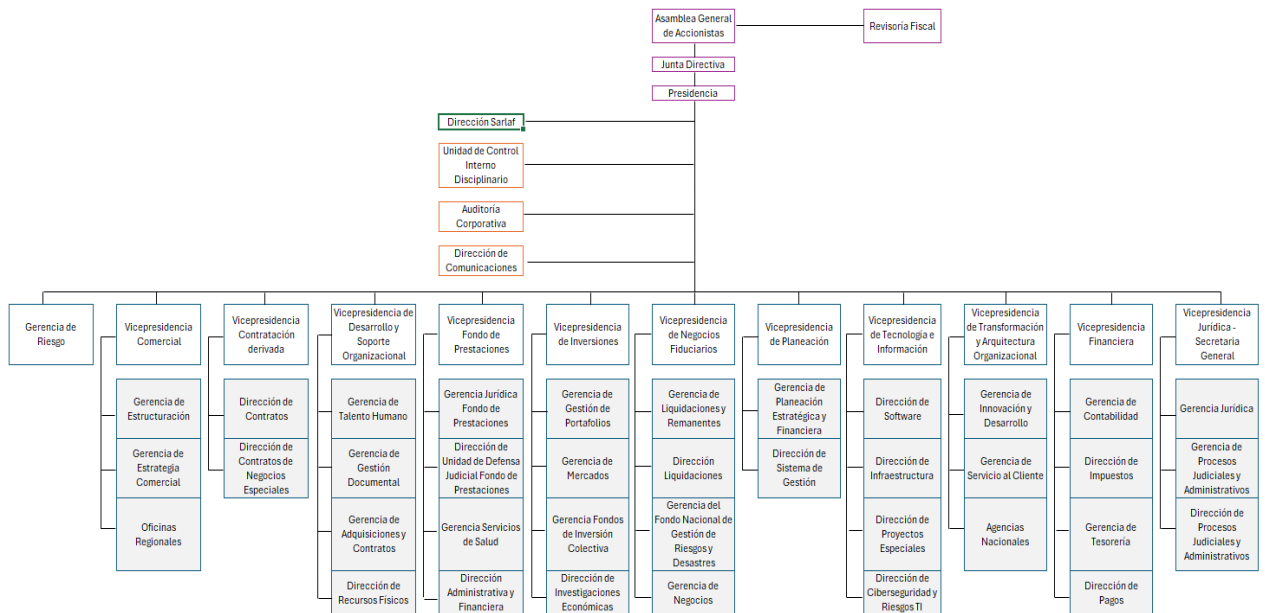 Asamblea General
de Accionistas
Revisoría Fiscal
Junta Directiva
Presidencia
Dirección Sarlaf
Unidad de Control
Interno
Disciplinario
Auditoría
Corporativa
Dirección de
Comunicaciones
Gerencia de
Riesgo
Vicepresidencia
Comercial
Vicepresidencia
Contratación
derivada
Vicepresidencia de
Desarrollo y
Soporte
Organizacional
Vicepresidencia
Fondo de
Prestaciones
Vicepresidencia
de Inversiones
Vicepresidencia
de Negocios
Fiduciarios
Vicepresidencia
de Planeación
Vicepresidencia
de Tecnología e
Información
Vicepresidencia
de Transformación
y Arquitectura
Organizacional
Vicepresidencia
Financiera
Vicepresidencia
Jurídica -
Secretaria
General
Gerencia de
Estructuración
Gerencia de
Estrategia
Comercial
Oficinas
Regionales
Dirección de
Contratos
Dirección de
Contratos de
Negocios
Especiales
Gerencia de
Talento Humano
Gerencia de
Gestión
Documental
Gerencia de
Adquisiciones y
Contratos
Dirección de
Recursos Físicos
Gerencia Jurídica
Fondo de
Prestaciones
Dirección de
Unidad de Defensa
Judicial Fondo de
Prestaciones
Gerencia Servicios
de Salud
Dirección
Administrativa y
Financiera
Gerencia de
Gestión de
Portafolios
Gerencia de
Mercados
Gerencia Fondos
de Inversión
Colectiva
Dirección de
Investigaciones
Económicas
Gerencia de
Liquidaciones y
Remanentes
Dirección
Liquidaciones
Gerencia del
Fondo Nacional de
Gestión de
Riesgos y
Desastres
Gerencia de
Negocios
Gerencia de
Planeación
Estratégica y
Financiera
Dirección de
Sistema de
Gestión
Dirección de
Software
Dirección de
Infraestructura
Dirección de
Proyectos
Especiales
Dirección de
Ciberseguridad y
Riesgos TI
Gerencia de
Innovación y
Desarrollo
Gerencia de
Servicio al Cliente
Agencias
Nacionales
Gerencia de
Contabilidad
Dirección de
Impuestos
Gerencia de
Tesorería
Dirección de
Pagos
Gerencia Jurídica
Gerencia de
Procesos
Judiciales y
Administrativos
Dirección de
Procesos
Judiciales y
Administrativos